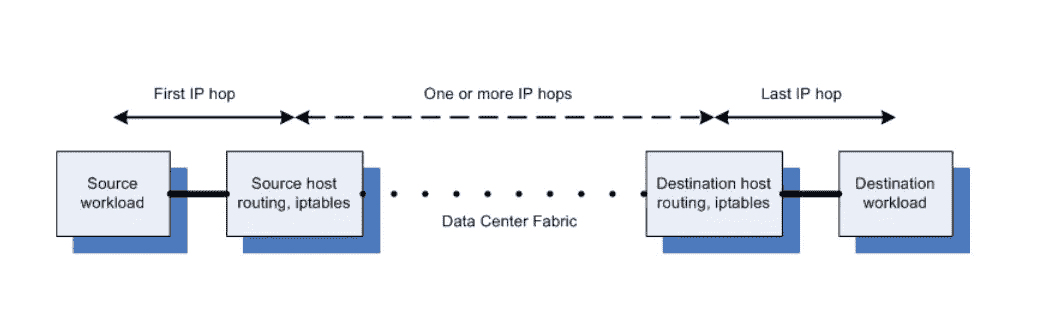 First IP hop
One or more IP hops
Last IP hop
Source
workload
Source host
routing, iptables
Data Center Fabric
Destination host
routing, iptables
Destination
workload